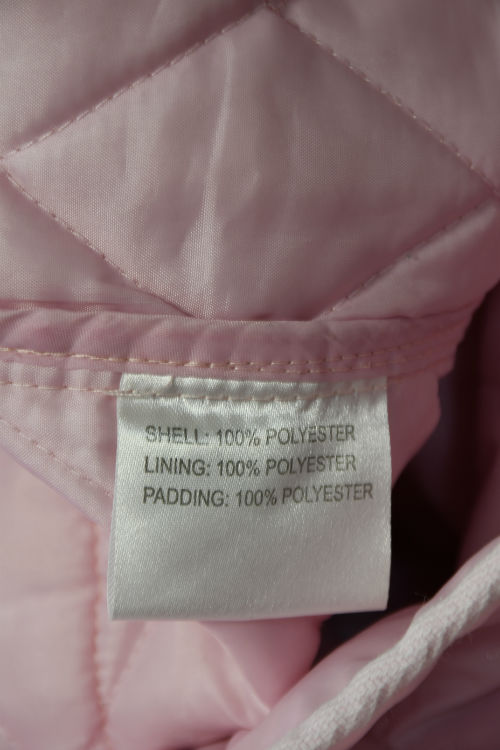 SHELL: 100% POLYESTER
LINING: 100% POLYESTER
PADDING: 100% POLYESTER